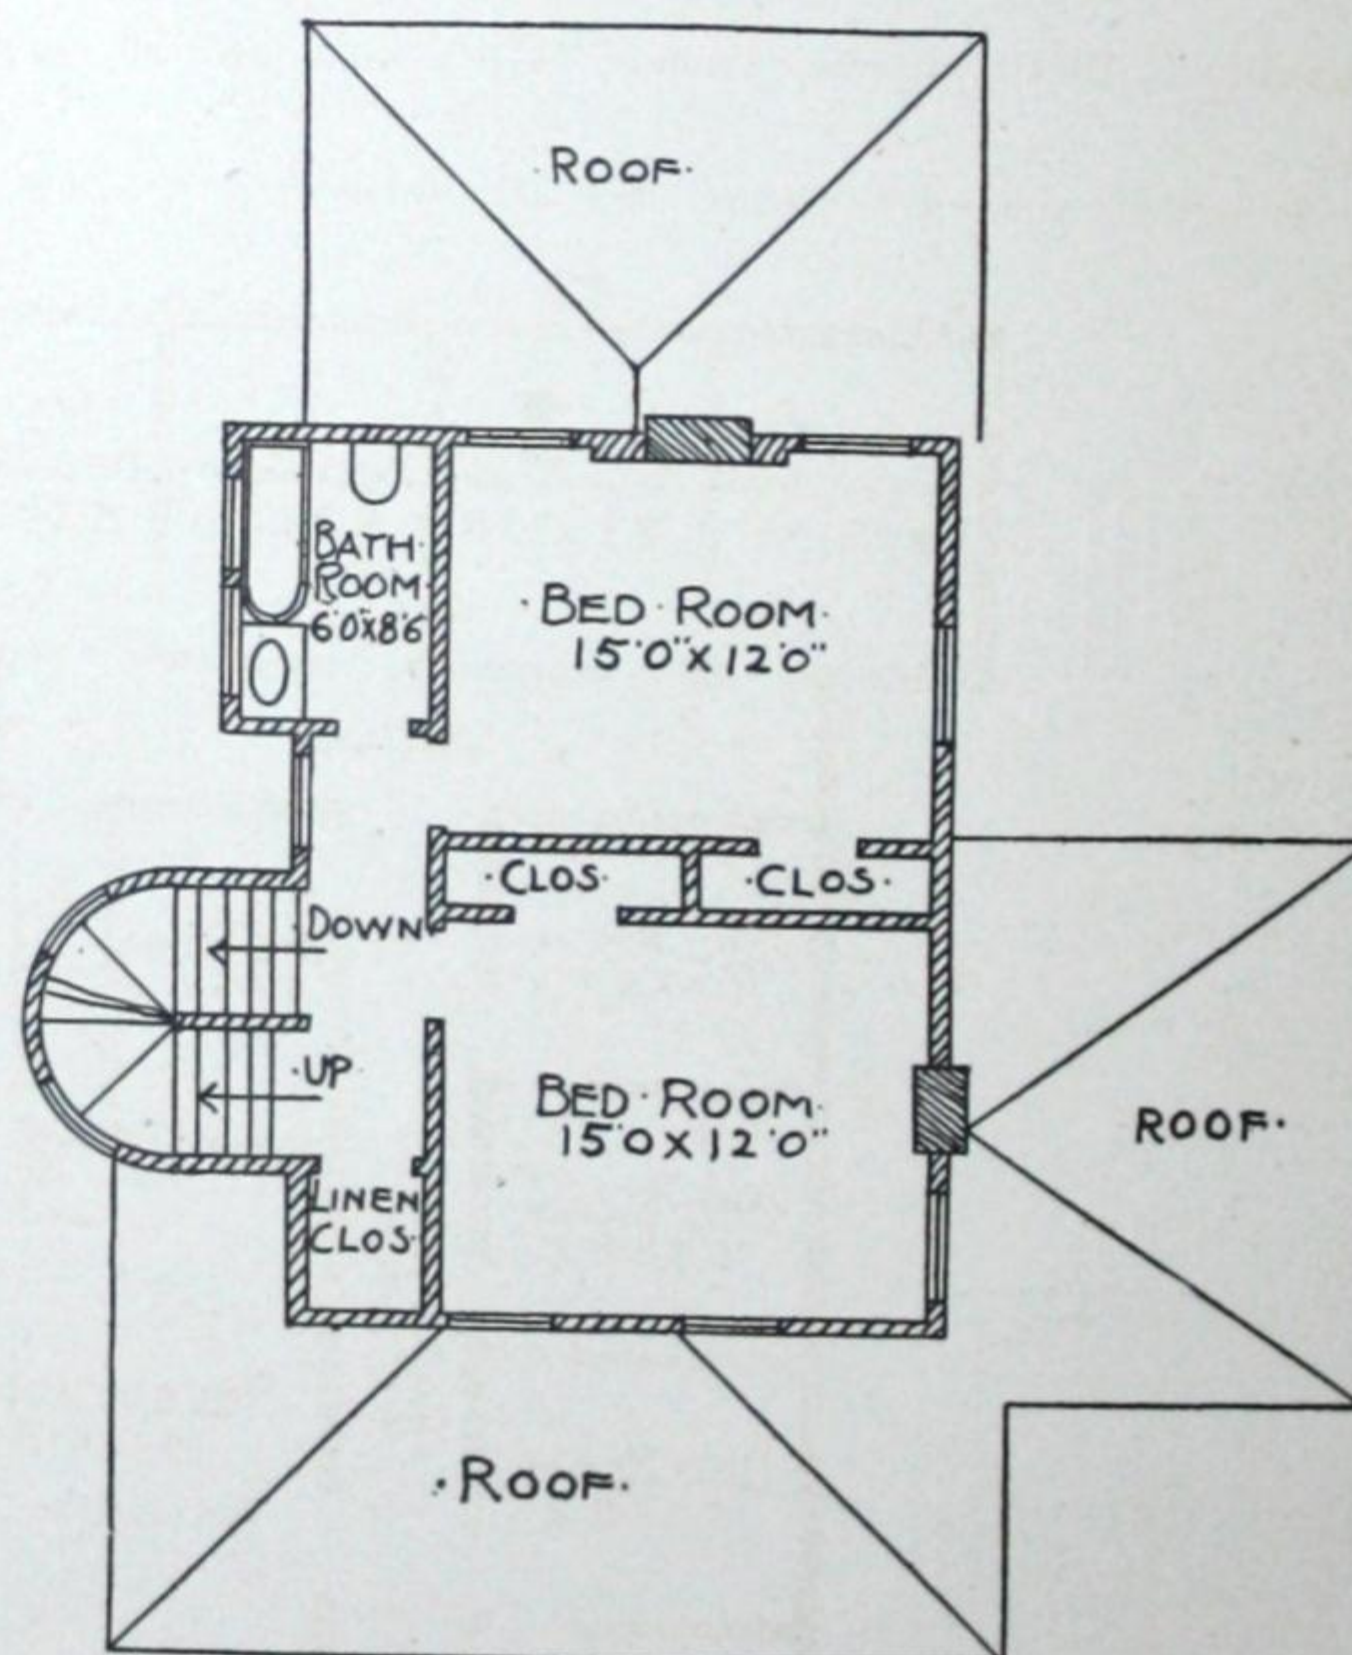 ·ROOF·
BATH·
ROOM
6'0"X8'6
·BED·ROOM·
15'0"X12'0"
·CLOS·
·CLOS·
DOWN
·UP·
BED·ROOM·
15'0X12'0"
ROOF·
LINEN
CLOS·
·ROOF·